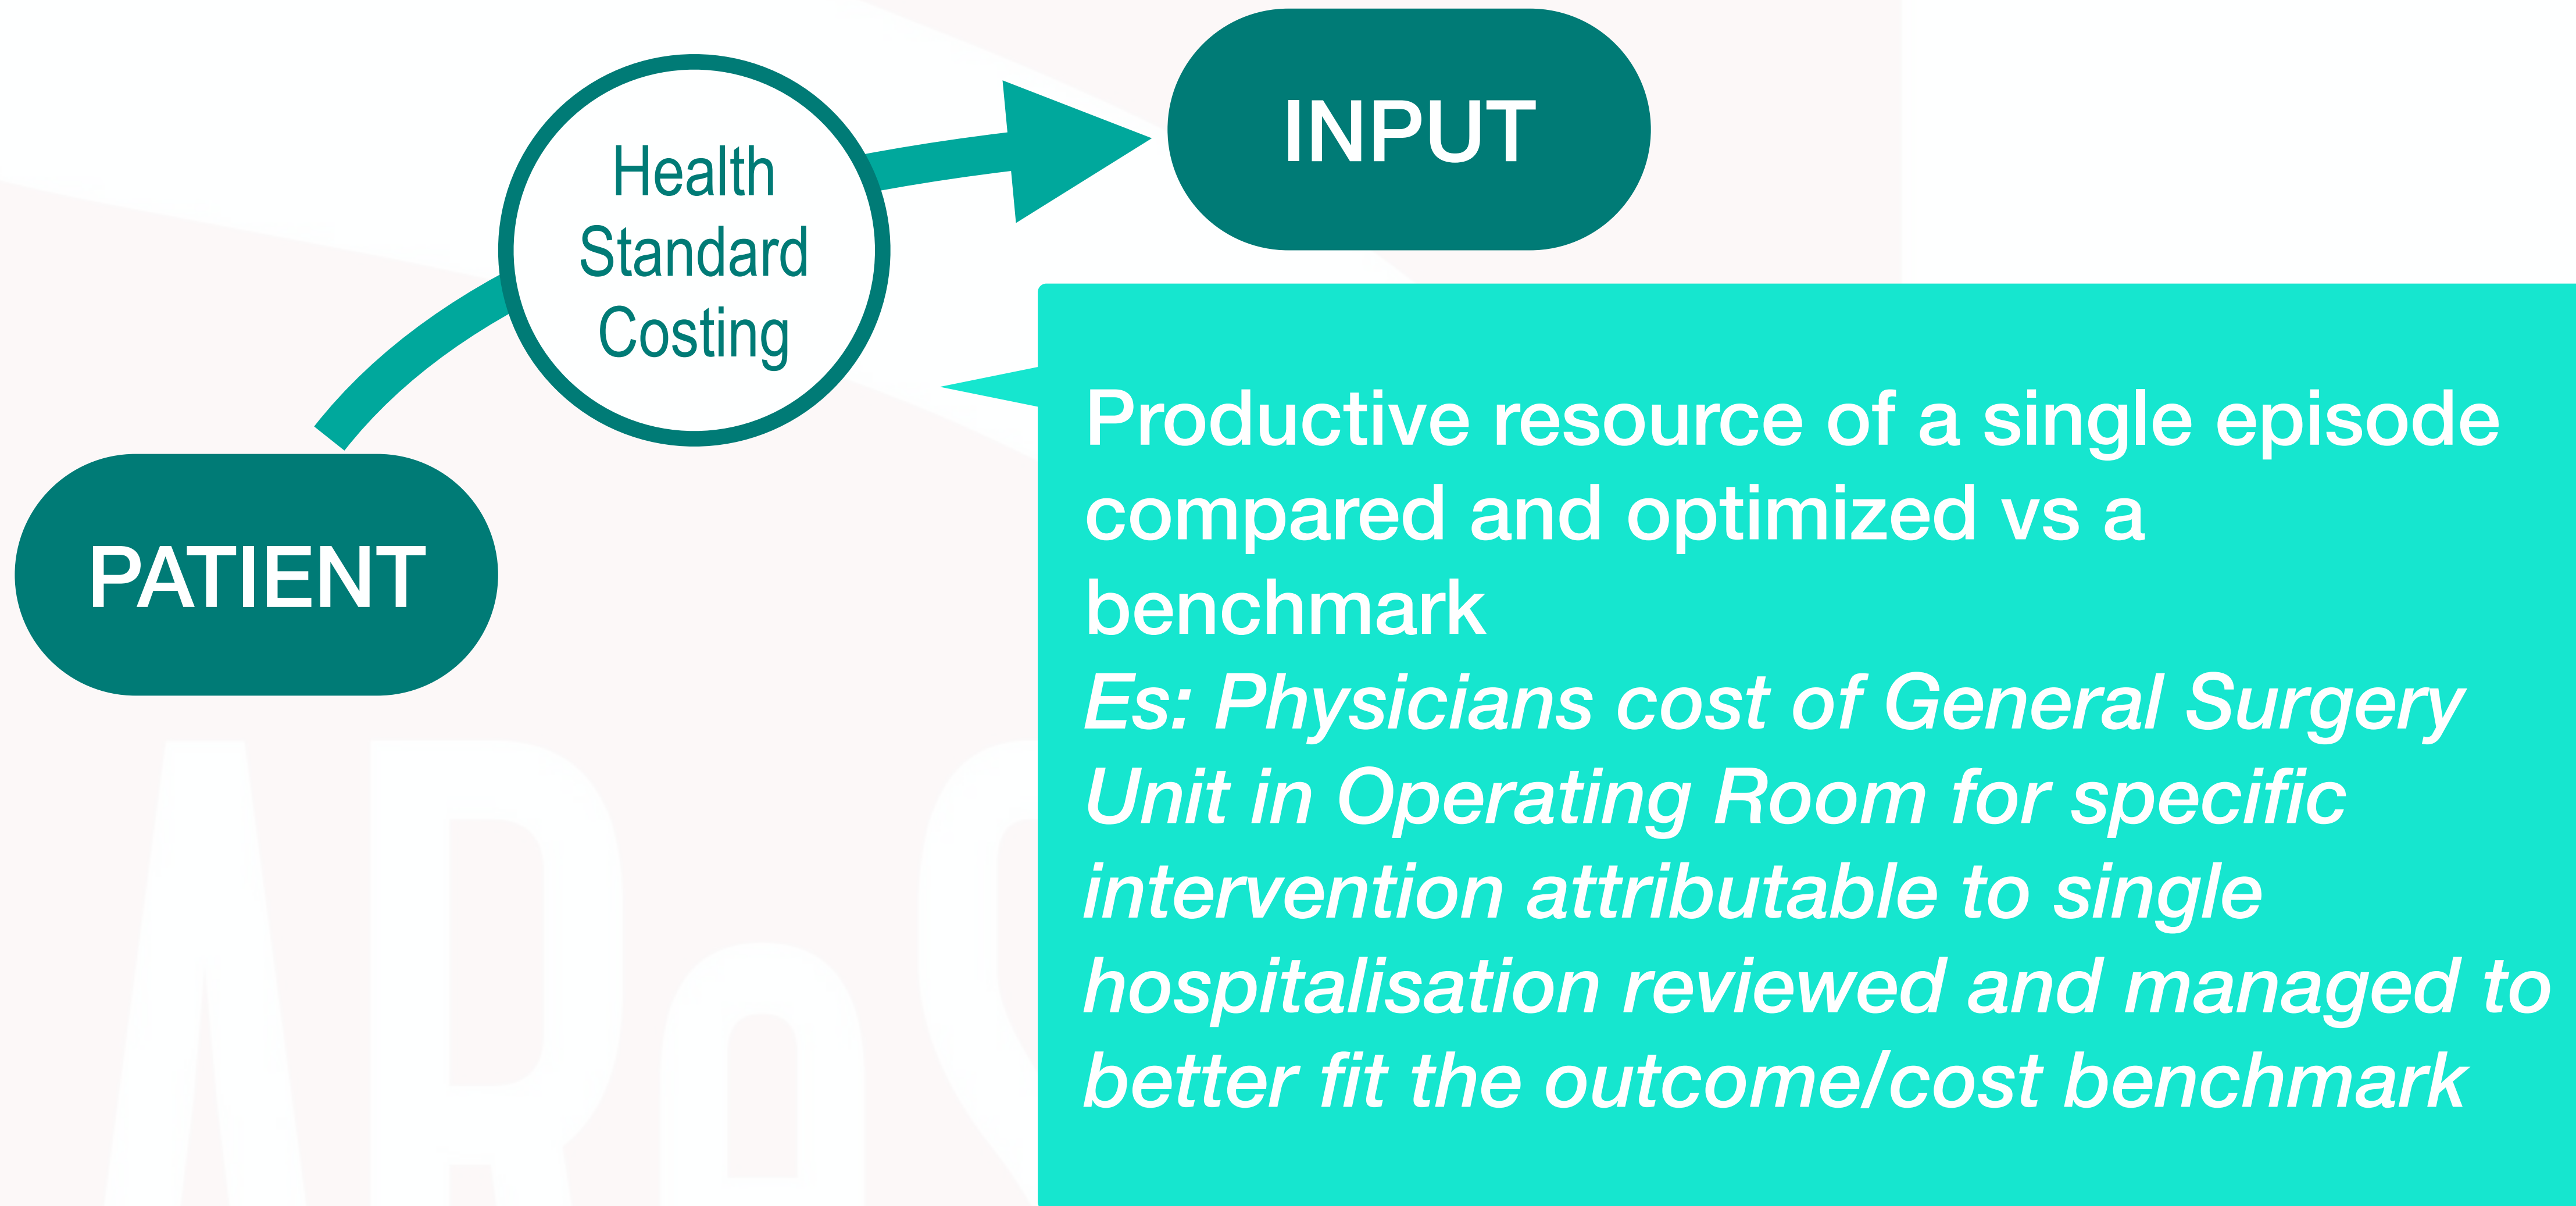 Health
Standard
Costing
INPUT
PATIENT
Productive resource of a single episode
compared and optimized vs a
benchmark
Es: Physicians cost of General Surgery
Unit in Operating Room for specific
intervention attributable to single
hospitalisation reviewed and managed to
better fit the outcome/cost benchmark